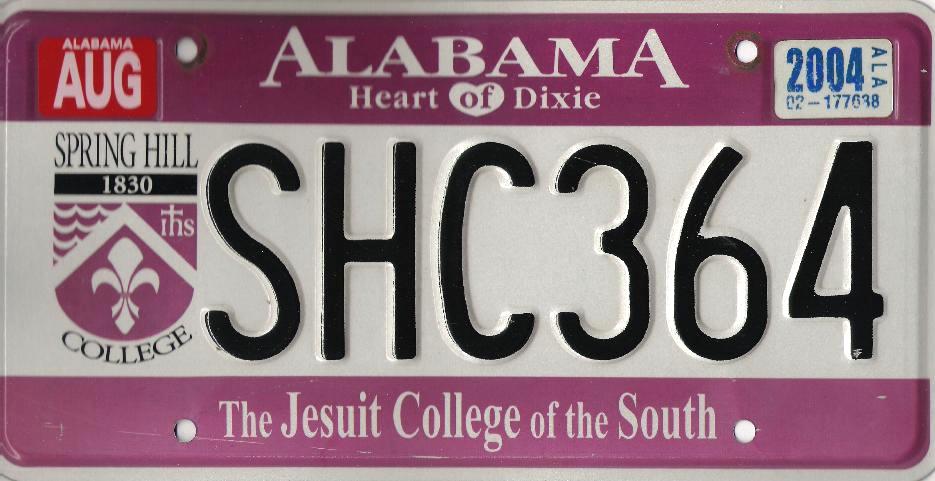 ALABAMA
AUG
ALABAMA
Heart of Dixie
2004
ALA
02-177638
SPRING HILL
1830
ihs
COLLEGE
SHC364
The Jesuit College of the South